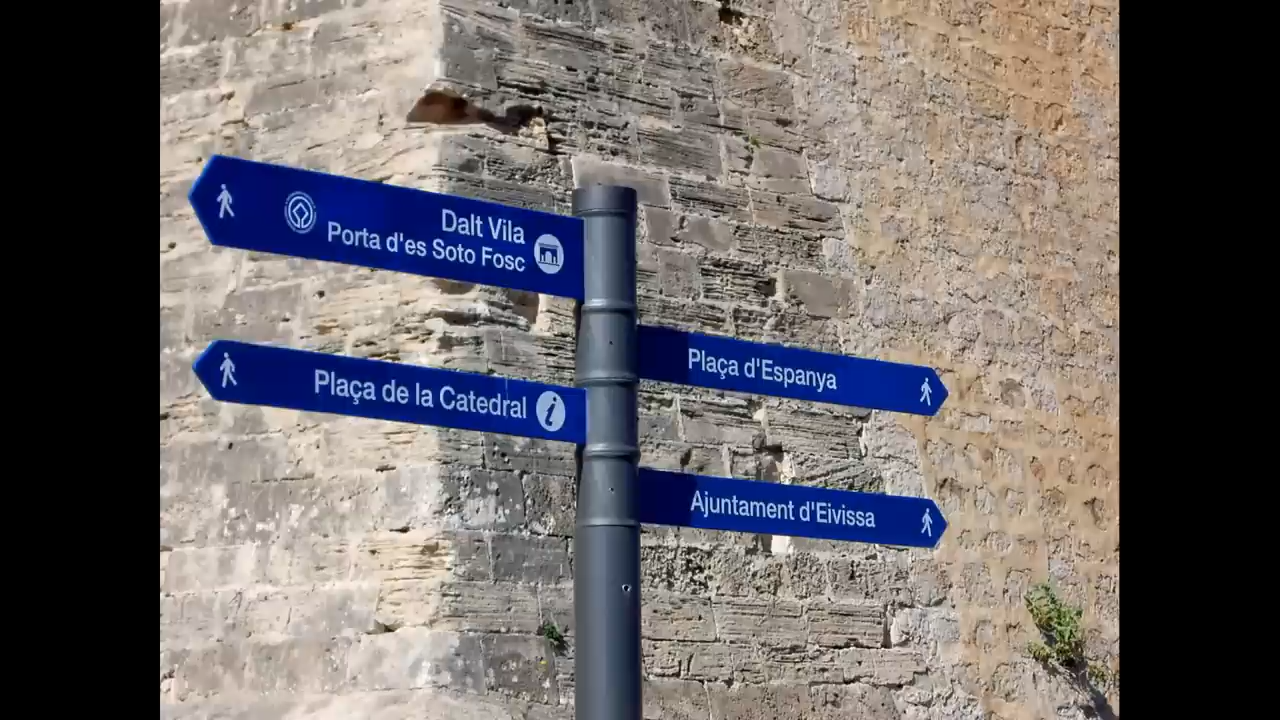 Dalt Vila
Porta d'es Soto Fosc
Plaça de la Catedral
Plaça d'Espanya
Ajuntament d'Eivissa